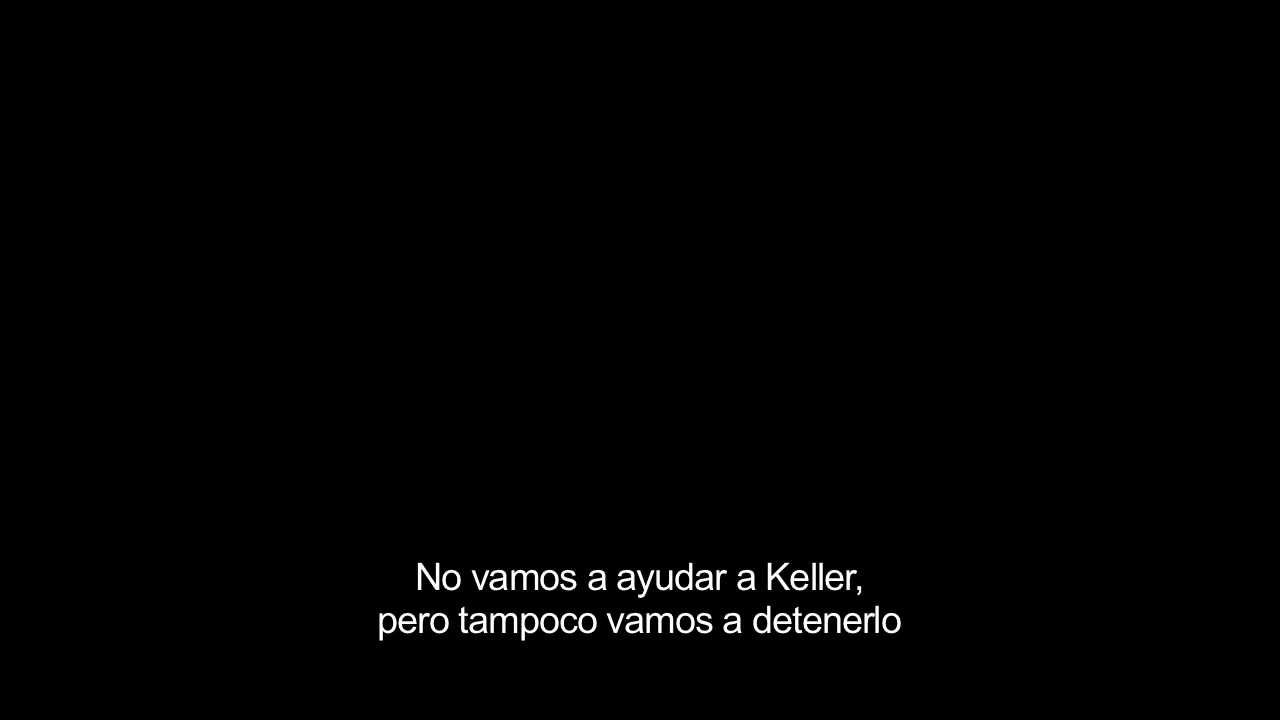 No vamos a ayudar a Keller,
pero tampoco vamos a detenerlo